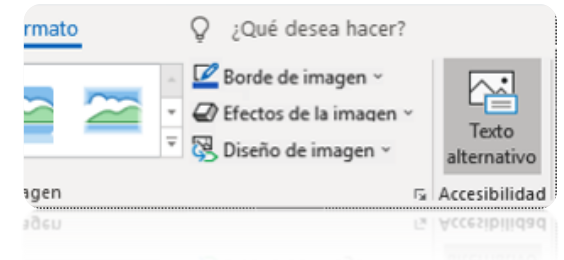 rmato
¿Qué desea hacer?
Borde de imagen
Efectos de la imagen
Diseño de imagen
Texto
alternativo
agen
Accesibilidad